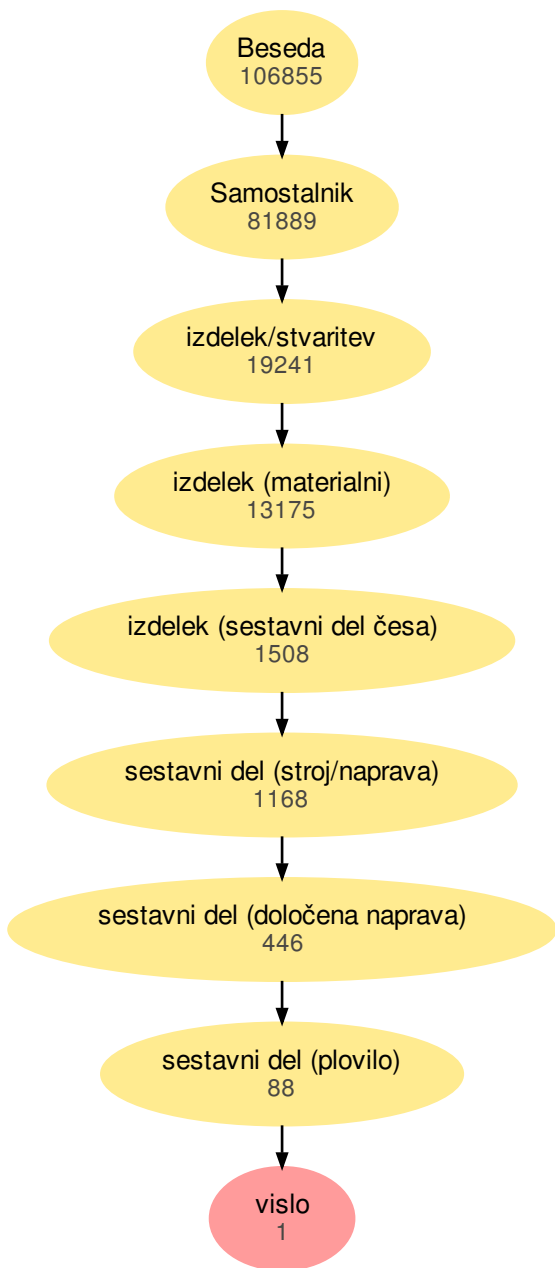 Beseda
106855
Samostalnik
81889
izdelek/stvaritev
19241
izdelek (materialni)
13175
izdelek (sestavni del česa)
1508
sestavni del (stroj/naprava)
1168
sestavni del (določena naprava)
446
sestavni del (plovilo)
88
vislo
1